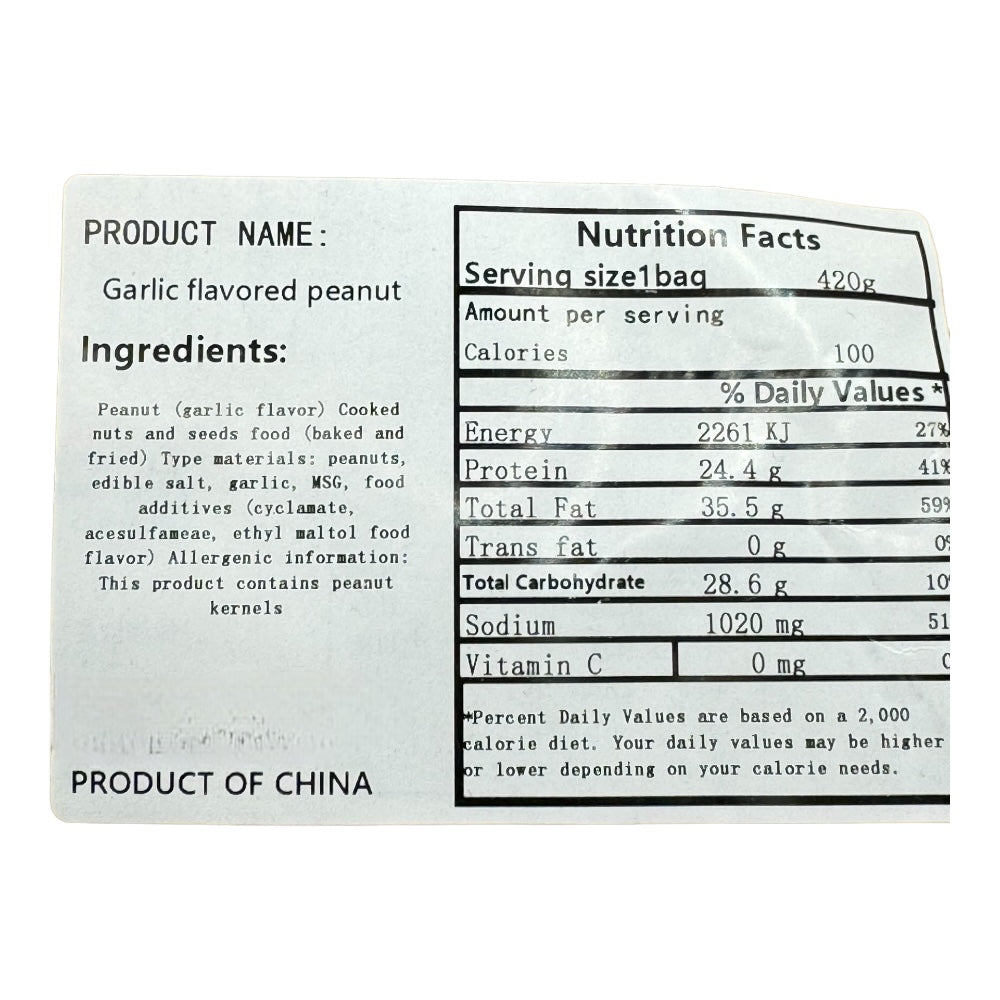 PRODUCT NAME:
Garlic flavored peanut
Ingredients:
Peanut (garlic flavor) Cooked
nuts and seeds food (baked and
fried) Type materials: peanuts,
edible salt, garlic, MSG, food
additives (cyclamate,
acesulfameae, ethyl maltol food
flavor) Allergenic information:
This product contains peanut
kernels
PRODUCT OF CHINA
Nutrition Facts
Serving size1bag 420g
Amount per serving
Calories 100
% Daily Values *
Energy 2261 KJ 27%
Protein 24.4 g 41%
Total Fat 35.5 g 59%
Trans fat 0 g 0%
Total Carbohydrate 28.6 g 10
Sodium 1020 mg 51
Vitamin C 0 mg
*Percent Daily Values are based on a 2,000
calorie diet. Your daily values may be higher
or lower depending on your calorie needs.